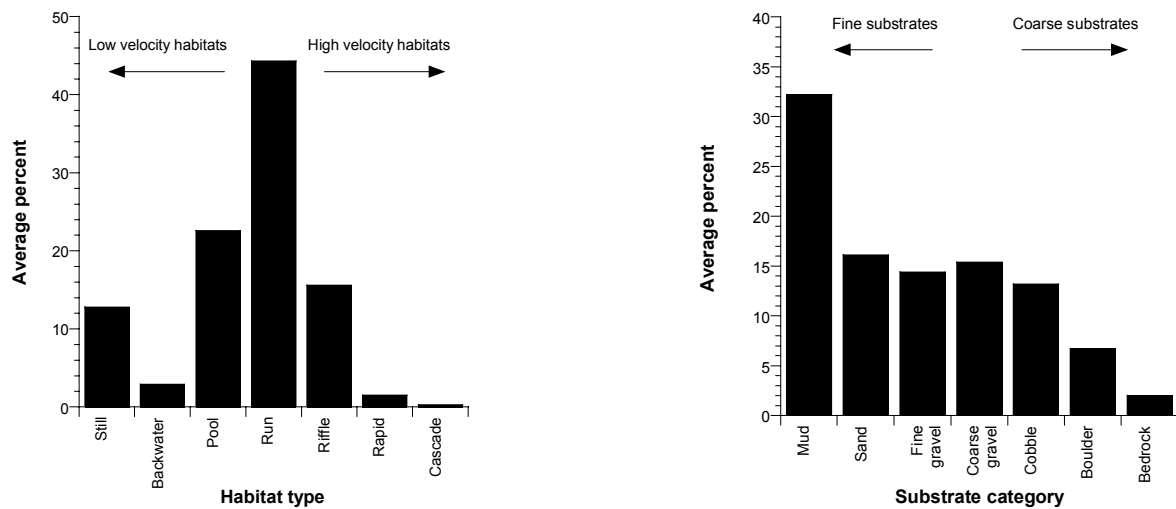 50
40
30
20
10
0
Average percent
Low velocity habitats
High velocity habitats
Still
Backwater
Pool
Run
Riffle
Rapid
Cascade
Habitat type
40
35
30
25
20
15
10
5
0
Average percent
Fine substrates
Coarse substrates
Mud
Sand
Fine
gravel
Coarse
gravel
Cobble
Boulder
Bedrock
Substrate category